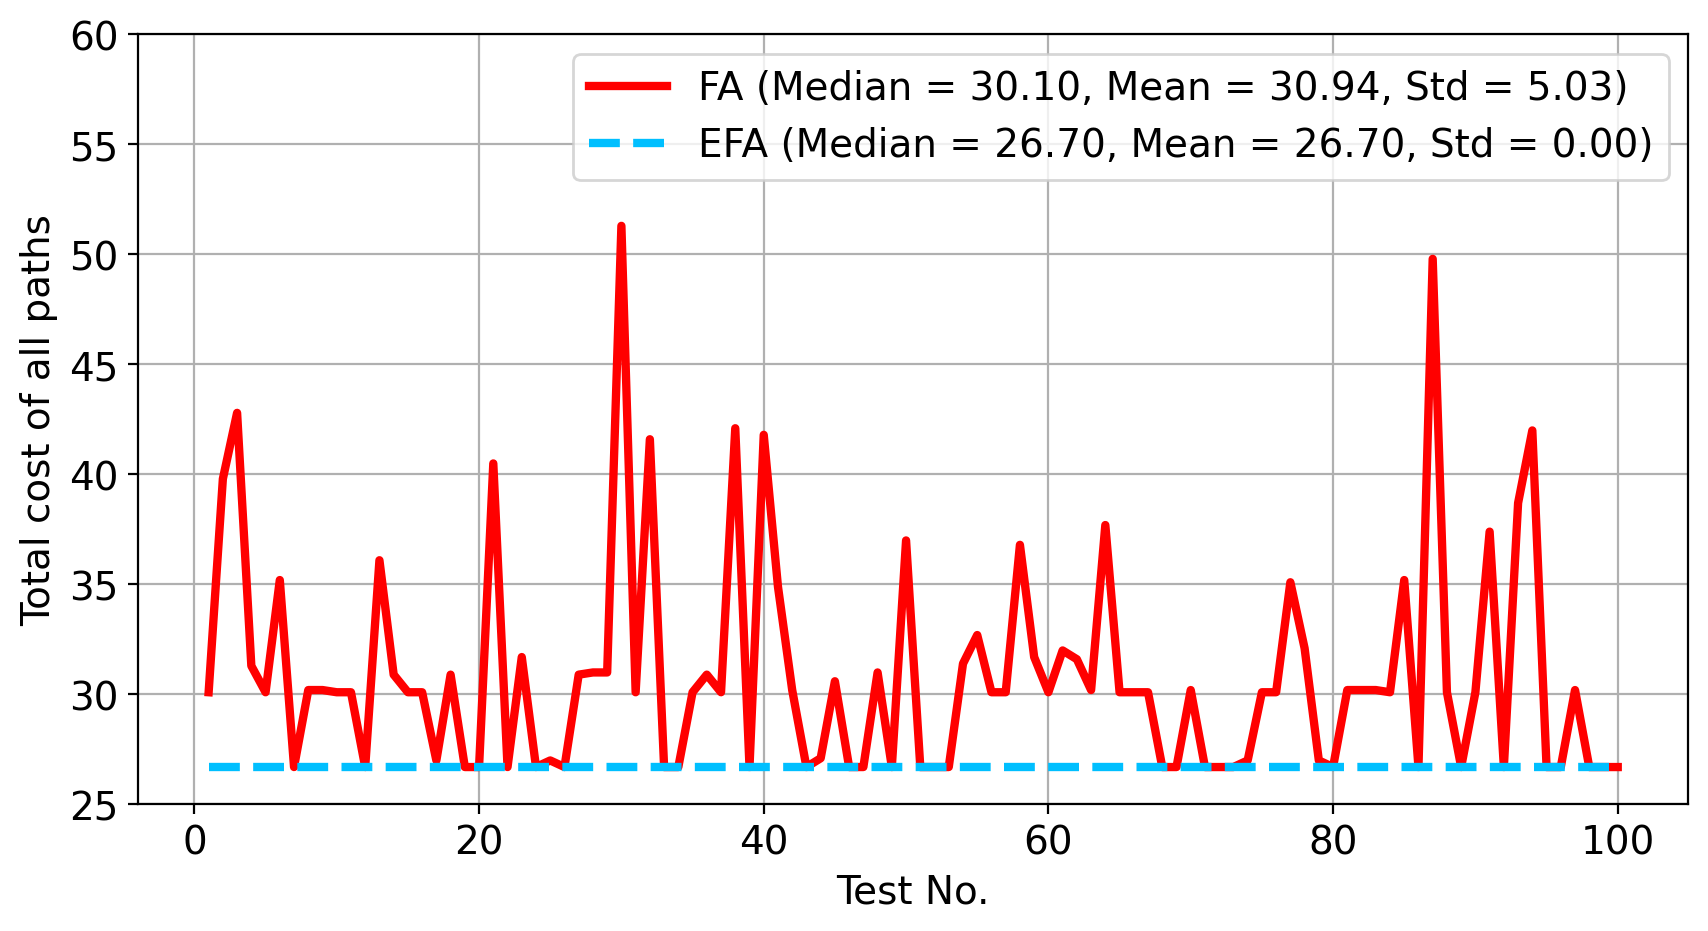 60
55
50
45
40
35
30
25
Total cost of all paths
FA (Median = 30.10, Mean = 30.94, Std = 5.03)
EFA (Median = 26.70, Mean = 26.70, Std = 0.00)
0 20 40 60 80 100
Test No.